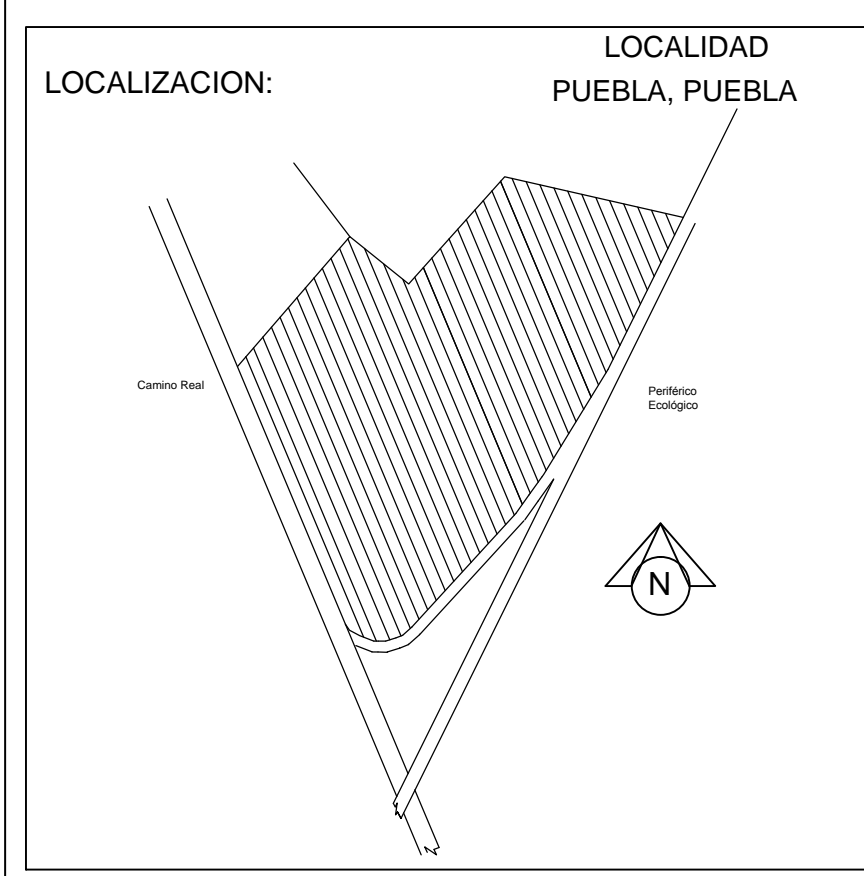 LOCALIDAD
LOCALIZACION:
PUEBLA, PUEBLA
Camino Real
Periférico
Ecológico
N